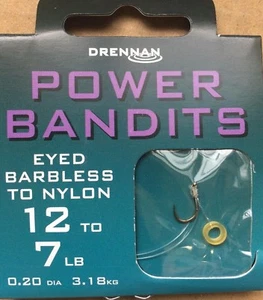 DRENNAN
POWER
BANDITS
EYED
BARBLESS
TO NYLON
12 TO
7 LB
0.20 DIA 3.18KG